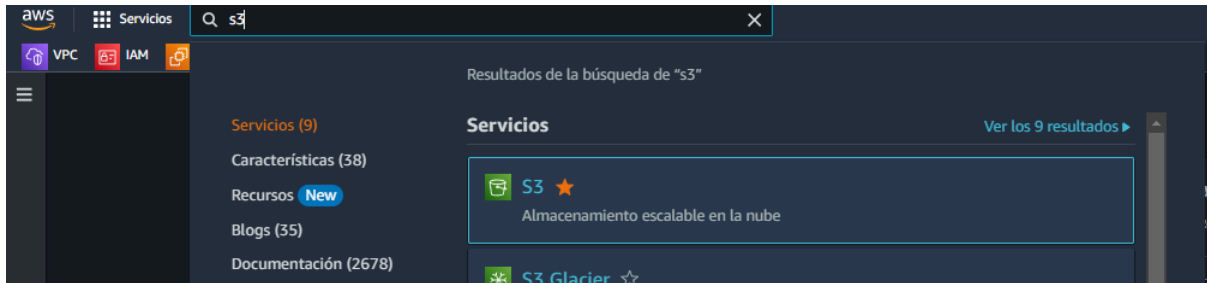 aws Servicios s3
VPC IAM
Resultados de la búsqueda de “s3”
Servicios (9)
Características (38)
Recursos New
Blogs (35)
Documentación (2678)
Servicios Ver los 9 resultados
S3
Almacenamiento escalable en la nube
S3 Glacier